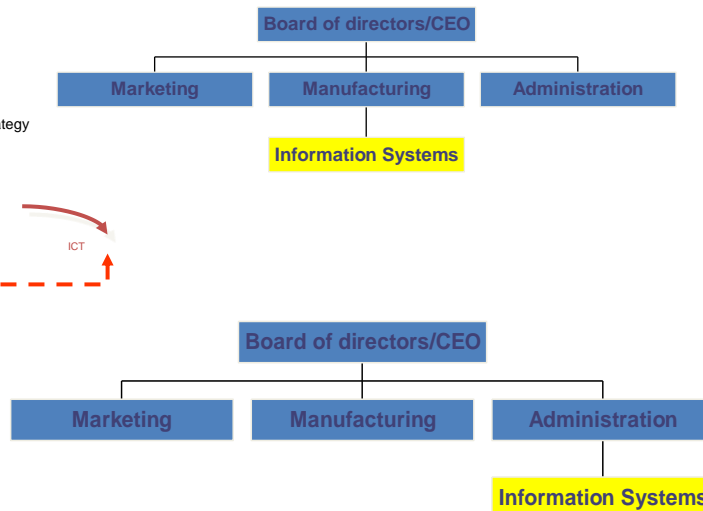 Board of directors/CEO
Marketing Manufacturing Administration
Information Systems
ICT
Board of directors/CEO
Marketing Manufacturing Administration
Information Systems